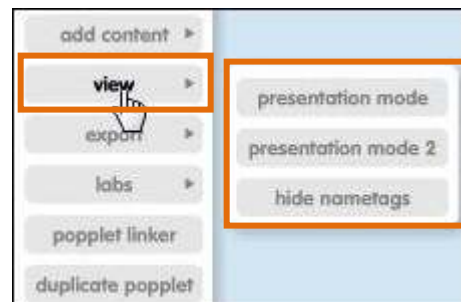 add content
view
export
labs
popplet linker
duplicate popplet
presentation mode
presentation mode 2
hide nametags